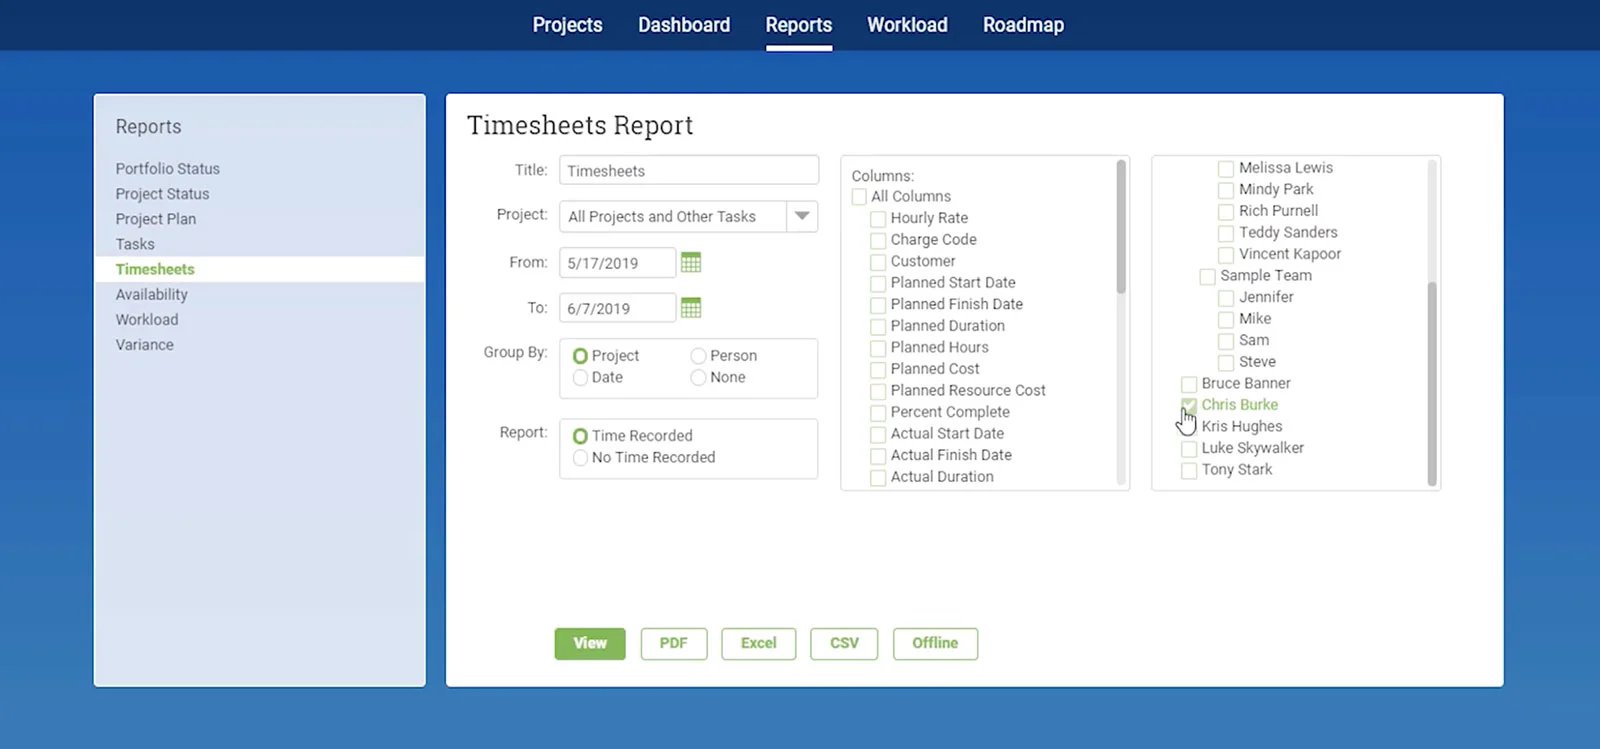 Projects Dashboard Reports Workload Roadmap
Reports
Portfolio Status
Project Status
Project Plan
Tasks
Timesheets
Availability
Workload
Variance
Timesheets Report
Title: Timesheets
Project: All Projects and Other Tasks
From: 5/17/2019
To: 6/7/2019
Group By: Project Person
Date None
Report: Time Recorded
No Time Recorded
Columns:
All Columns
Hourly Rate
Charge Code
Customer
Planned Start Date
Planned Finish Date
Planned Duration
Planned Hours
Planned Cost
Planned Resource Cost
Percent Complete
Actual Start Date
Actual Finish Date
Actual Duration
Melissa Lewis
Mindy Park
Rich Purnell
Teddy Sanders
Vincent Kapoor
Sample Team
Jennifer
Mike
Sam
Steve
Bruce Banner
Chris Burke
Kris Hughes
Luke Skywalker
Tony Stark
View PDF Excel CSV Offline